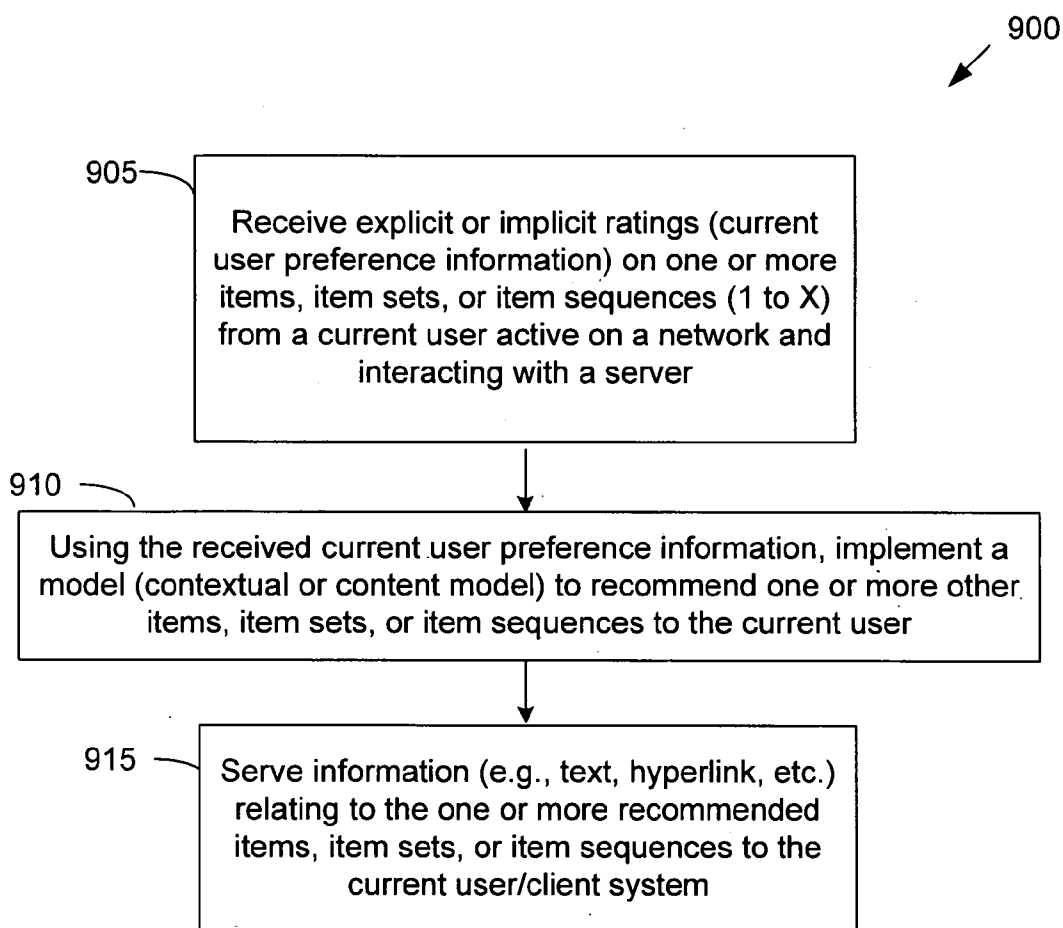 900
905
Receive explicit or implicit ratings (current
user preference information) on one or more
items, item sets, or item sequences (1 to X)
from a current user active on a network and
interacting with a server
910
Using the received current user preference information, implement a
model (contextual or content model) to recommend one or more other
items, item sets, or item sequences to the current user
915
Serve information (e.g., text, hyperlink, etc.)
relating to the one or more recommended
items, item sets, or item sequences to the
current user/client system